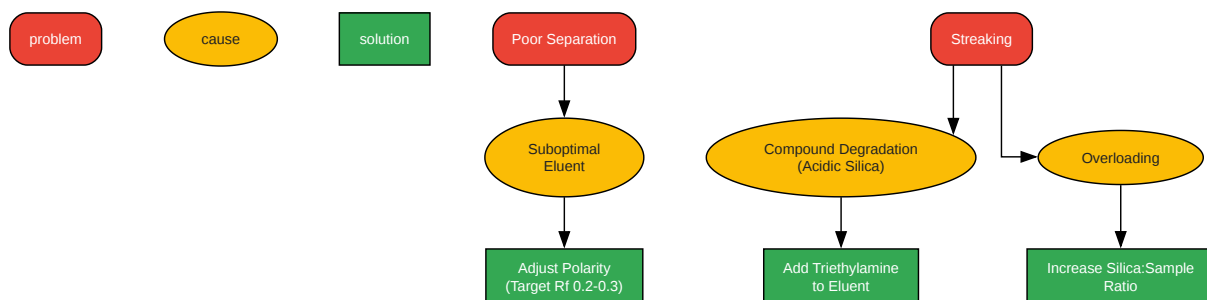 problem
cause
solution
Poor Separation
Streaking
Suboptimal
Eluent
Compound Degradation
(Acidic Silica)
Overloading
Adjust Polarity
(Target Rf 0.2-0.3)
Add Triethylamine
to Eluent
Increase Silica:Sample
Ratio